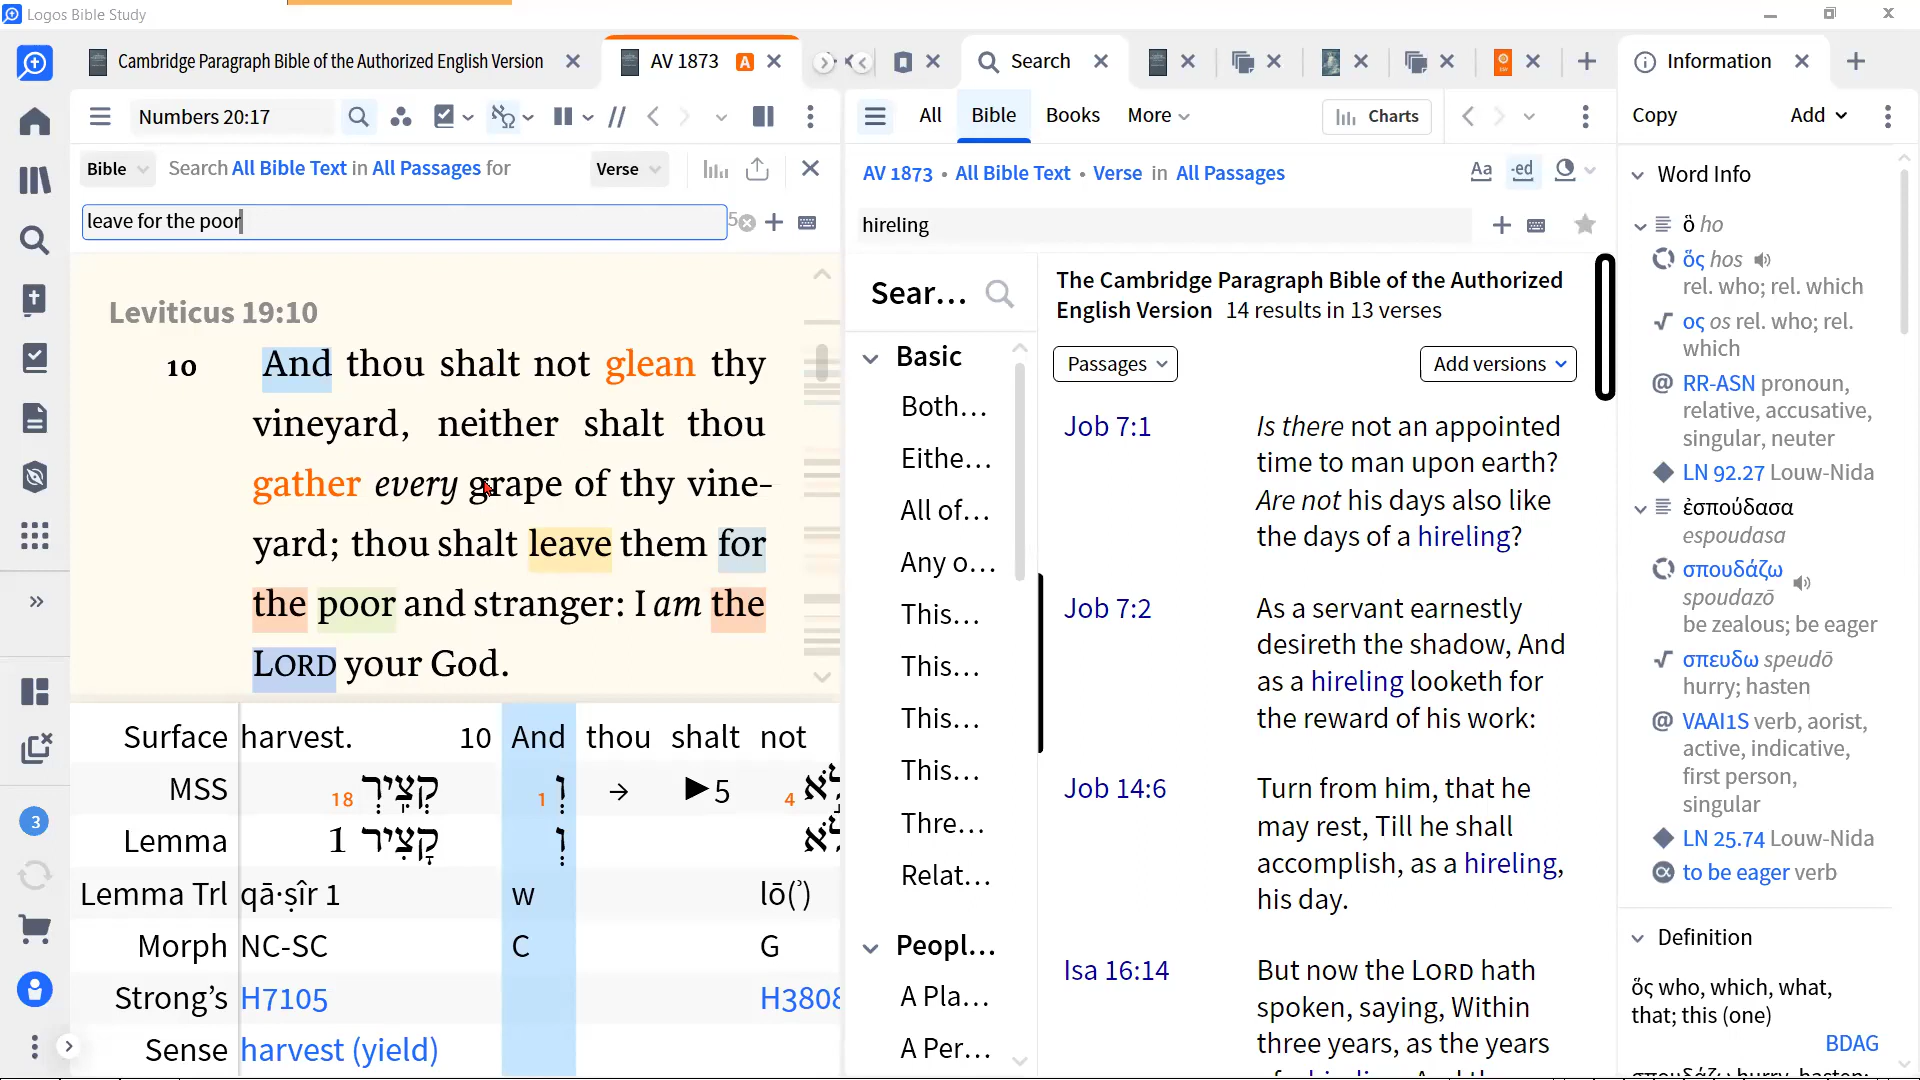 Logos Bible Study
Cambridge Paragraph Bible of the Authorized English Version
AV 1873
A
Search
Information
Numbers 20:17
All
Bible
Books
More
Charts
Copy
Add
Bible
Search All Bible Text in All Passages for
Verse
leave for the poor
AV 1873 • All Bible Text • Verse in All Passages
Aa
-ed
hireling
Leviticus 19:10
10 And thou shalt not glean thy
vineyard, neither shalt thou
gather every grape of thy vine-
yard; thou shalt leave them for
the poor and stranger: I am the
LORD your God.
Surface harvest. 10 And thou shalt not
MSS 18 קְצִיר 1 וְ → ▶5 4 לֹא
Lemma 1 קָצִיר וְ לֹא
Lemma Trl qā·ṣîr 1 w lō(ʾ)
Morph NC-SC C G
Strong's H7105 H3808
Sense harvest (yield)
3
Sear…
Basic
Both…
Eithe…
All of…
Any o…
This…
This…
This…
This…
Thre…
Relat…
Peopl…
A Pla…
A Per…
The Cambridge Paragraph Bible of the Authorized
English Version 14 results in 13 verses
Passages
Add versions
Job 7:1 Is there not an appointed
time to man upon earth?
Are not his days also like
the days of a hireling?
Job 7:2 As a servant earnestly
desireth the shadow, And
as a hireling looketh for
the reward of his work:
Job 14:6 Turn from him, that he
may rest, Till he shall
accomplish, as a hireling,
his day.
Isa 16:14 But now the LORD hath
spoken, saying, Within
three years, as the years
Word Info
ὃ ho
ὅς hos
rel. who; rel. which
ος os rel. who; rel.
which
@ RR-ASN pronoun,
relative, accusative,
singular, neuter
LN 92.27 Louw-Nida
ἐσπούδασα
espoudasa
σπουδάζω
spoudazō
be zealous; be eager
σπευδω speudō
hurry; hasten
@ VAAI1S verb, aorist,
active, indicative,
first person,
singular
LN 25.74 Louw-Nida
to be eager verb
Definition
ὅς who, which, what,
that; this (one)
BDAG